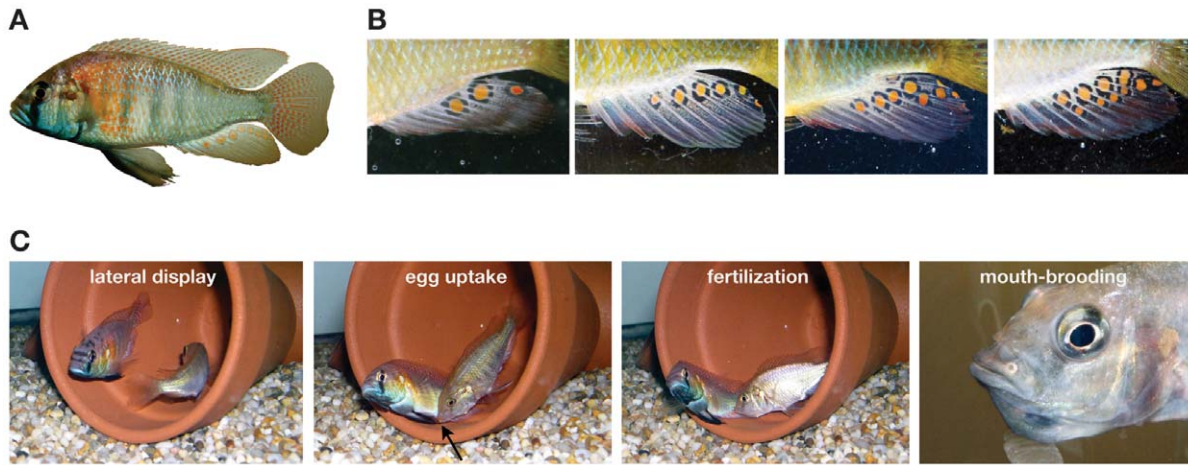 A
B
C
lateral display
egg uptake
fertilization
mouth-brooding